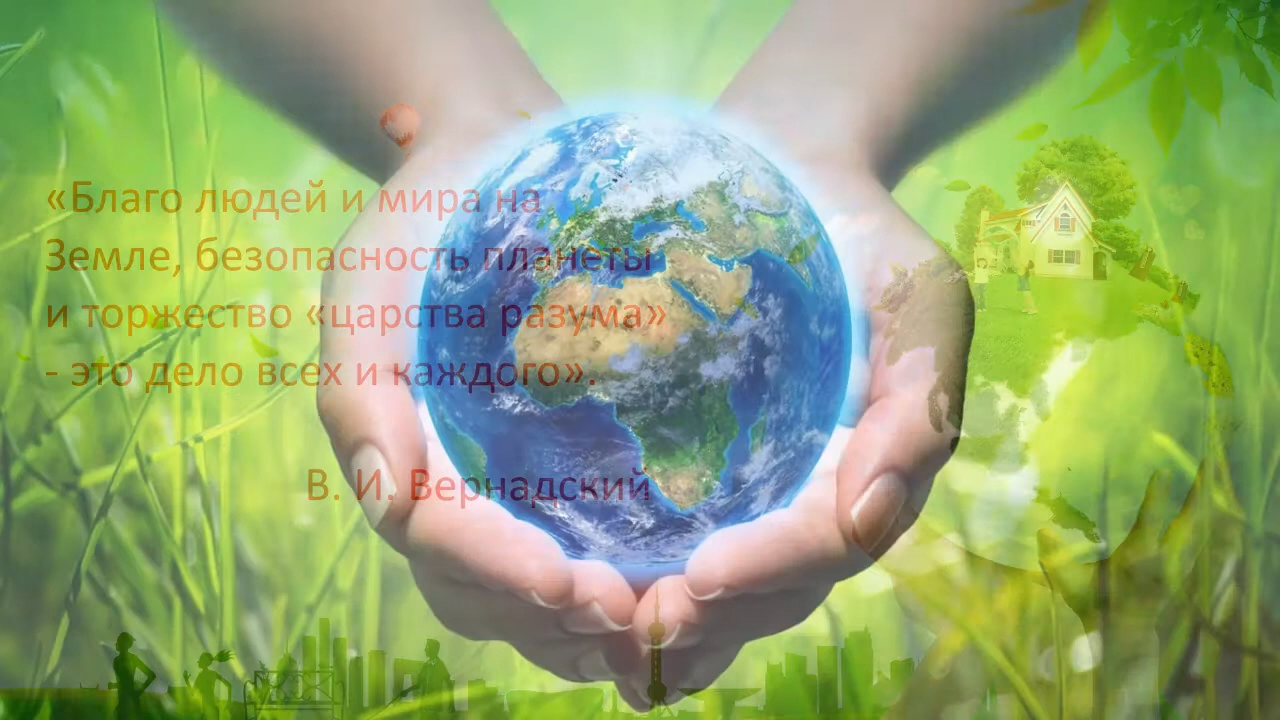 «Благо людей и мира на
Земле, безопасность планеты
и торжество «царства разума»
- это дело всех и каждого».
В. И. Вернадский